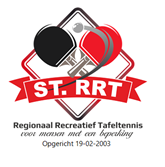 ST. RRT
Regionaal Recreatief Tafeltennis
voor mensen met een beperking
Opgericht 19-02-2003